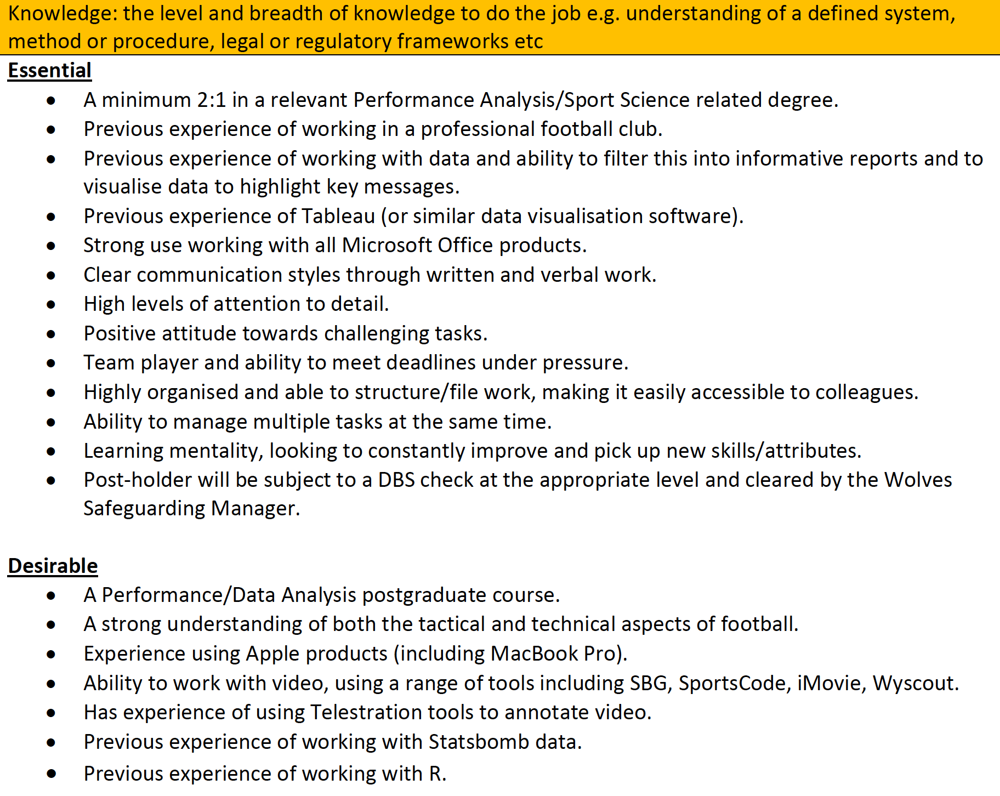 Knowledge: the level and breadth of knowledge to do the job e.g. understanding of a defined system,
method or procedure, legal or regulatory frameworks etc
Essential
• A minimum 2:1 in a relevant Performance Analysis/Sport Science related degree.
• Previous experience of working in a professional football club.
• Previous experience of working with data and ability to filter this into informative reports and to
visualise data to highlight key messages.
• Previous experience of Tableau (or similar data visualisation software).
• Strong use working with all Microsoft Office products.
• Clear communication styles through written and verbal work.
• High levels of attention to detail.
• Positive attitude towards challenging tasks.
• Team player and ability to meet deadlines under pressure.
• Highly organised and able to structure/file work, making it easily accessible to colleagues.
• Ability to manage multiple tasks at the same time.
• Learning mentality, looking to constantly improve and pick up new skills/attributes.
• Post-holder will be subject to a DBS check at the appropriate level and cleared by the Wolves
Safeguarding Manager.
Desirable
• A Performance/Data Analysis postgraduate course.
• A strong understanding of both the tactical and technical aspects of football.
• Experience using Apple products (including MacBook Pro).
• Ability to work with video, using a range of tools including SBG, SportsCode, iMovie, Wyscout.
• Has experience of using Telestration tools to annotate video.
• Previous experience of working with Statsbomb data.
• Previous experience of working with R.